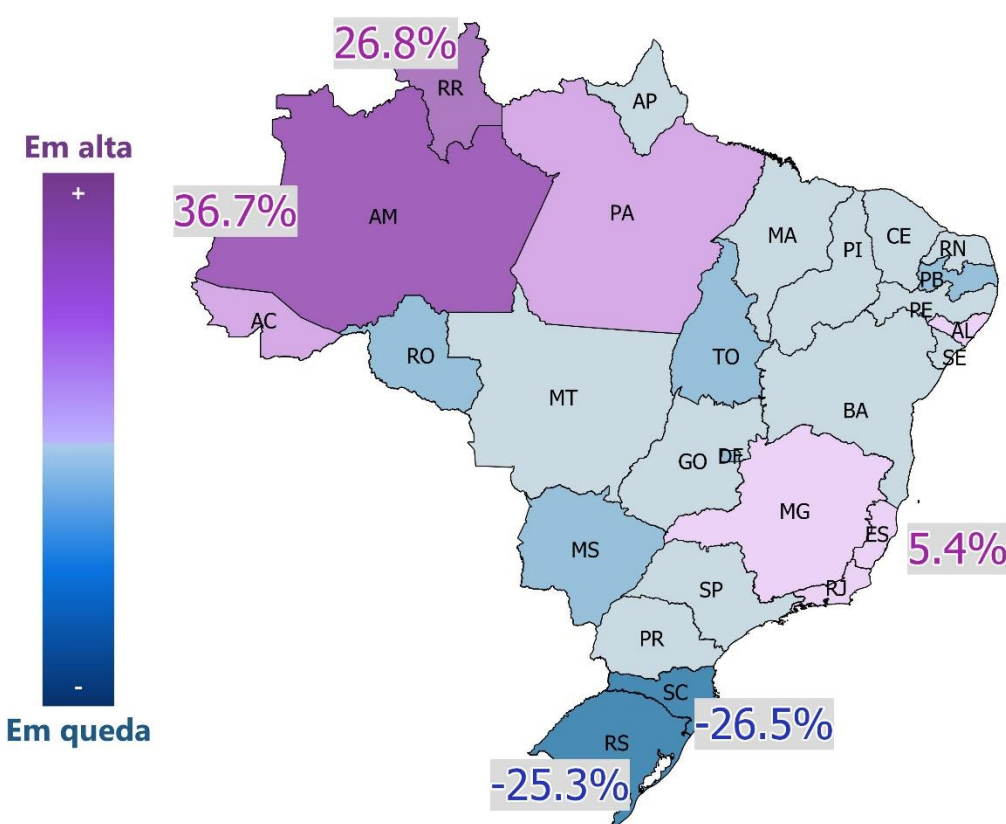 26.8%
RR
AP
Em alta
+
36.7%
AM
PA
MA
PI
CE
RN
PB
PE
AL
SE
AC
RO
TO
MT
BA
GO
DF
MG
ES
5.4%
MS
SP
RJ
PR
-
Em queda
SC
-26.5%
RS
-25.3%